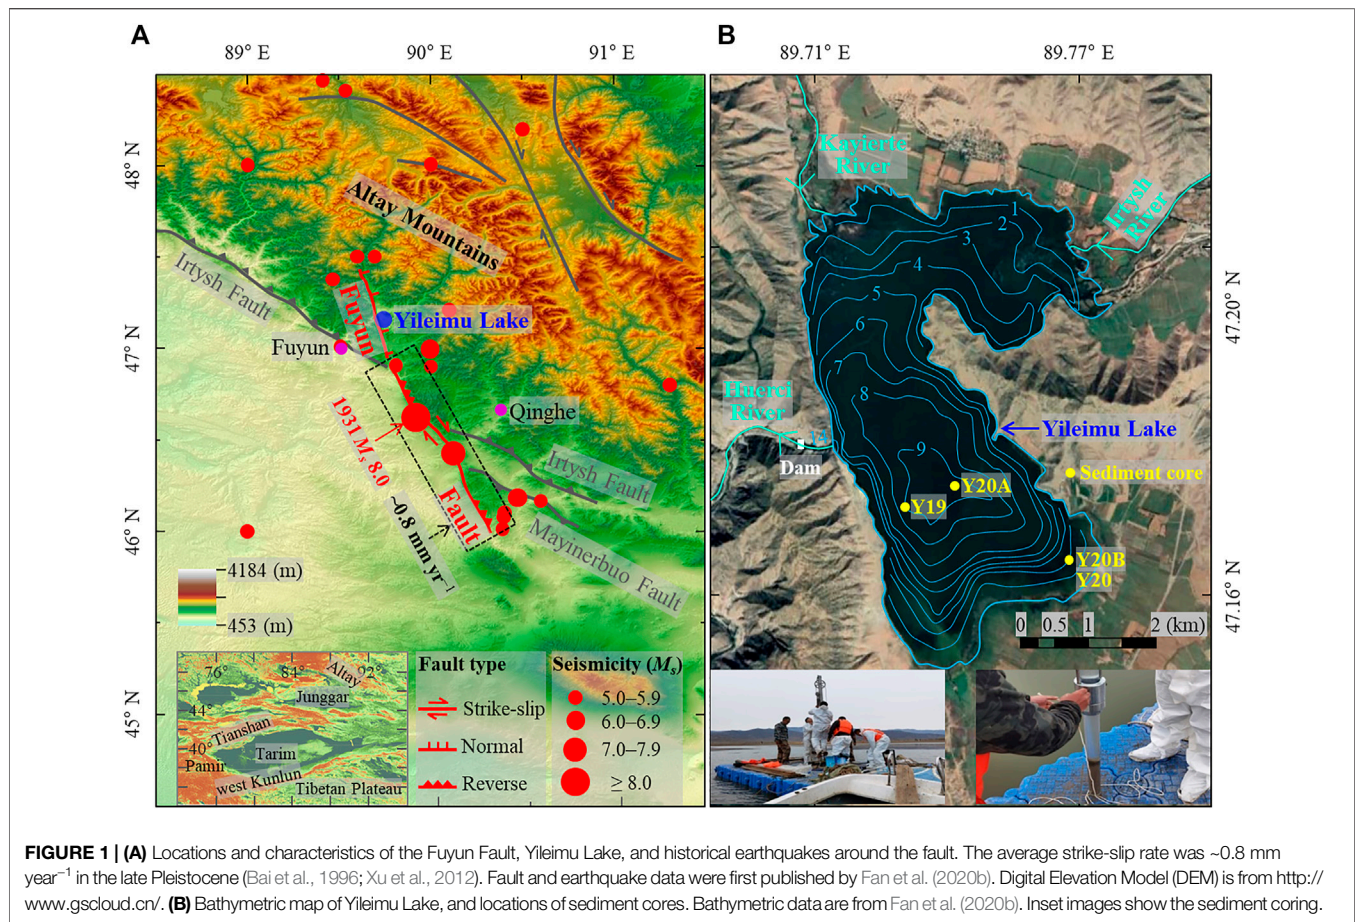 A
B
89° E
90° E
91° E
89.71° E
89.77° E
48° N
47° N
46° N
45° N
47.20° N
47.16° N
Altay Mountains
Irtysh Fault
Fuyun
Fault
Yileimu Lake
Fuyun
Qinghe
1931 Ms 8.0
~0.8 mm yr⁻¹
Irtysh Fault
Mayinerbuo Fault
4184 (m)
453 (m)
76°
84°
92°
Altay
Junggar
44°
Tianshan
40°
Tarim
Pamir
west Kunlun
Tibetan Plateau
Fault type
Strike-slip
Normal
Reverse
Seismicity (Ms)
5.0–5.9
6.0–6.9
7.0–7.9
≥ 8.0
Kayierte
River
Irtysh
River
1
2
3
4
5
6
7
8
9
Huerci
River
Dam
Yileimu Lake
Sediment core
Y20A
Y19
Y20B
Y20
0 0.5 1 2 (km)
FIGURE 1 | (A) Locations and characteristics of the Fuyun Fault, Yileimu Lake, and historical earthquakes around the fault. The average strike-slip rate was ~0.8 mm
year⁻¹ in the late Pleistocene (Bai et al., 1996; Xu et al., 2012). Fault and earthquake data were first published by Fan et al. (2020b). Digital Elevation Model (DEM) is from http://
www.gscloud.cn/. (B) Bathymetric map of Yileimu Lake, and locations of sediment cores. Bathymetric data are from Fan et al. (2020b). Inset images show the sediment coring.